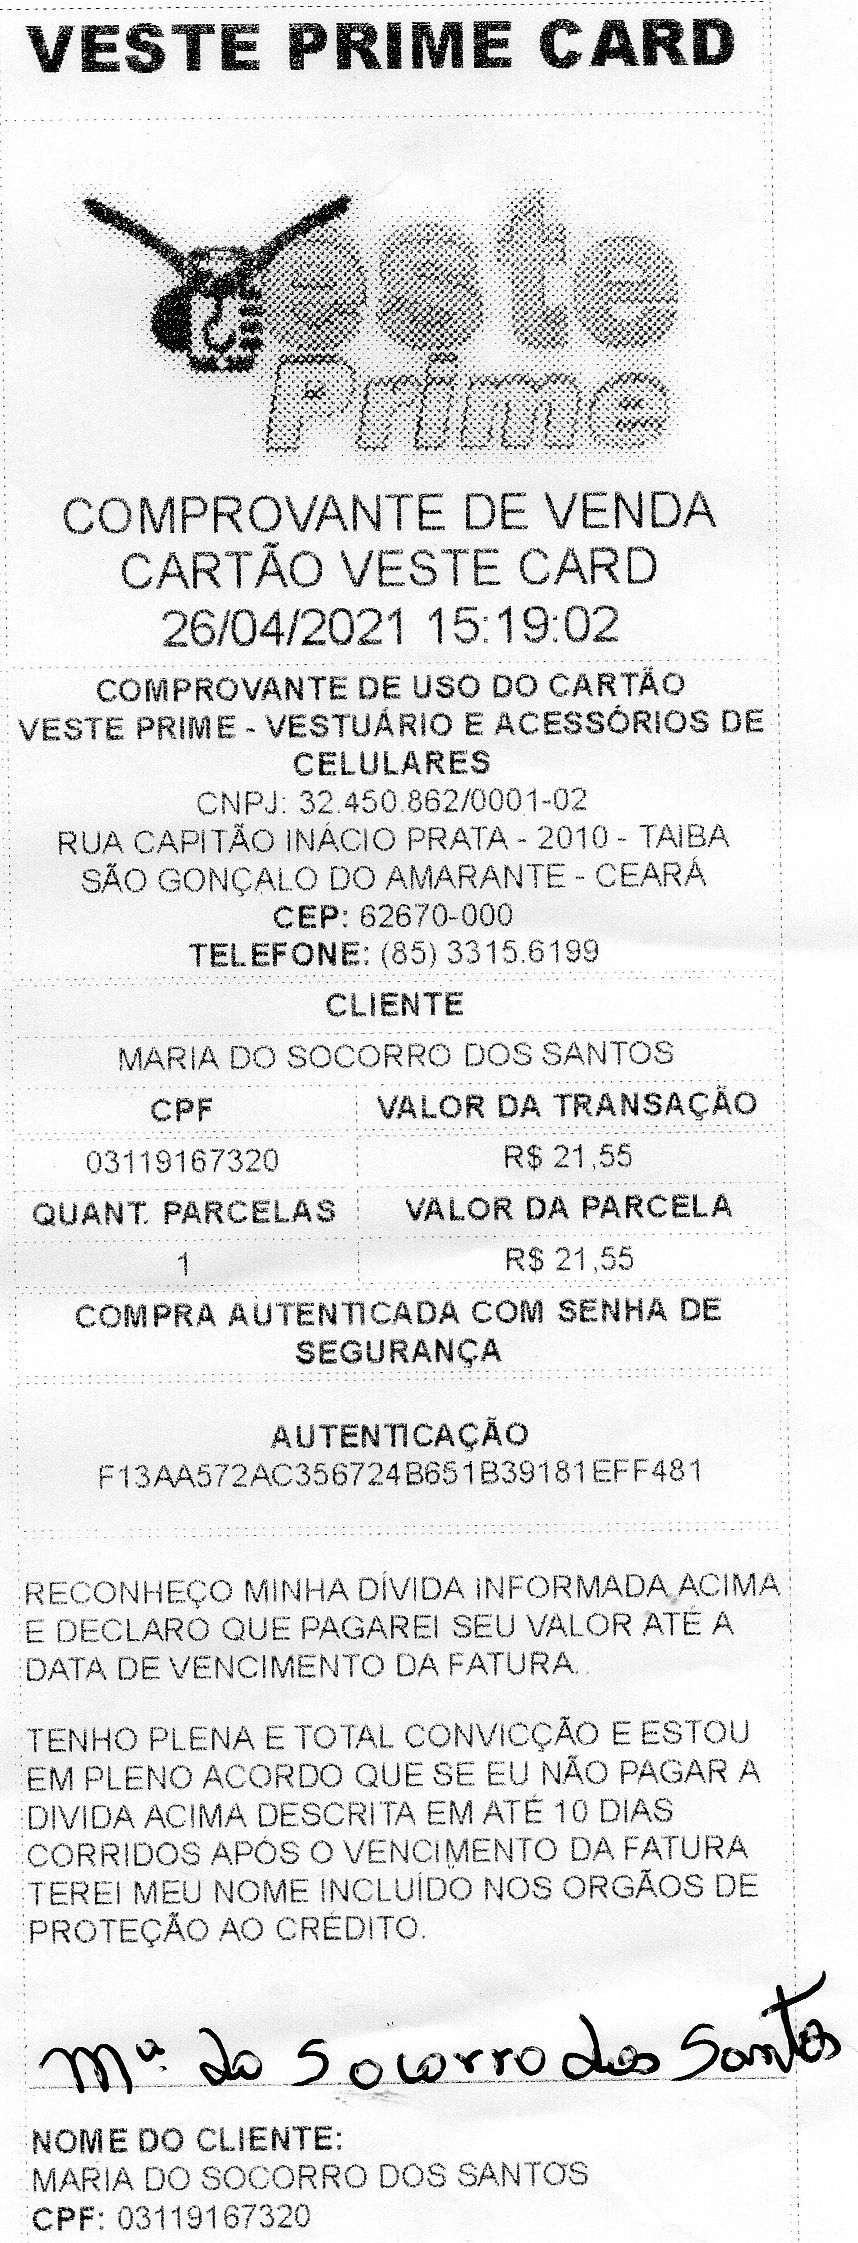 VESTE PRIME CARD
este
Prime
COMPROVANTE DE VENDA
CARTÃO VESTE CARD
26/04/2021 15:19:02
COMPROVANTE DE USO DO CARTÃO
VESTE PRIME - VESTUÁRIO E ACESSÓRIOS DE
CELULARES
CNPJ: 32.450.862/0001-02
RUA CAPITÃO INÁCIO PRATA - 2010 - TAIBA
SÃO GONÇALO DO AMARANTE - CEARÁ
CEP: 62670-000
TELEFONE: (85) 3315.6199
CLIENTE
MARIA DO SOCORRO DOS SANTOS
CPF VALOR DA TRANSAÇÃO
03119167320 R$ 21,55
QUANT. PARCELAS VALOR DA PARCELA
1 R$ 21,55
COMPRA AUTENTICADA COM SENHA DE
SEGURANÇA
AUTENTICAÇÃO
F13AA572AC356724B651B39181EFF481
RECONHEÇO MINHA DÍVIDA INFORMADA ACIMA
E DECLARO QUE PAGAREI SEU VALOR ATÉ A
DATA DE VENCIMENTO DA FATURA.
TENHO PLENA E TOTAL CONVICÇÃO E ESTOU
EM PLENO ACORDO QUE SE EU NÃO PAGAR A
DIVIDA ACIMA DESCRITA EM ATÉ 10 DIAS
CORRIDOS APÓS O VENCIMENTO DA FATURA
TEREI MEU NOME INCLUÍDO NOS ORGÃOS DE
PROTEÇÃO AO CRÉDITO.
Mª. do Socorro dos Santos
NOME DO CLIENTE:
MARIA DO SOCORRO DOS SANTOS
CPF: 03119167320